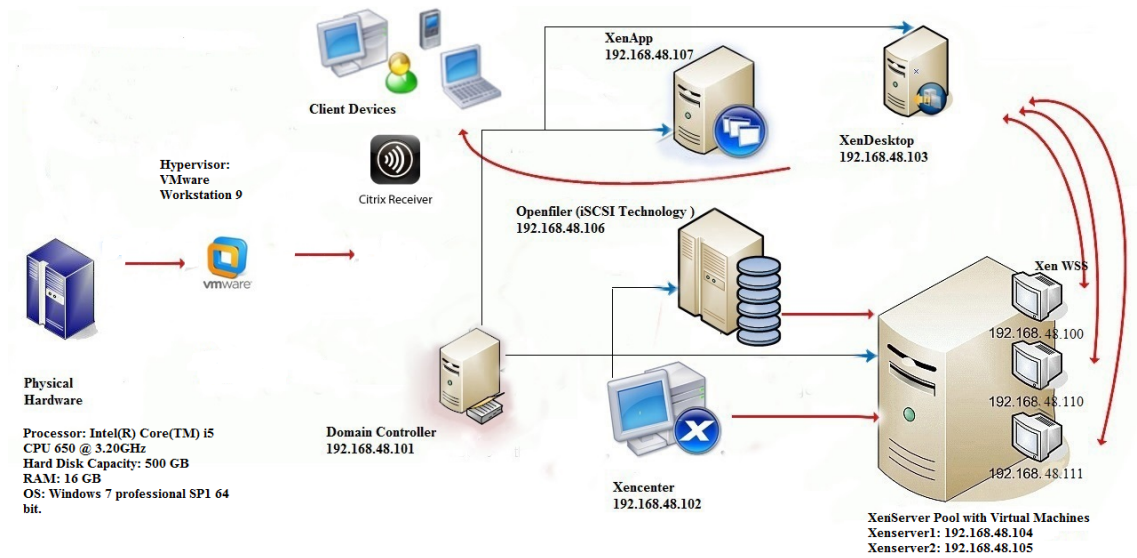 XenApp
192.168.48.107
Client Devices
XenDesktop
192.168.48.103
Hypervisor:
VMware
Workstation 9
Citrix Receiver
Openfiler (iSCSI Technology )
192.168.48.106
vmware
Xen WSS
192.168.48.100
192.168.48.110
192.168.48.111
Physical
Hardware
Processor: Intel(R) Core(TM) i5
CPU 650 @ 3.20GHz
Hard Disk Capacity: 500 GB
RAM: 16 GB
OS: Windows 7 professional SP1 64
bit.
Domain Controller
192.168.48.101
Xencenter
192.168.48.102
XenServer Pool with Virtual Machines
Xenserver1: 192.168.48.104
Xenserver2: 192.168.48.105